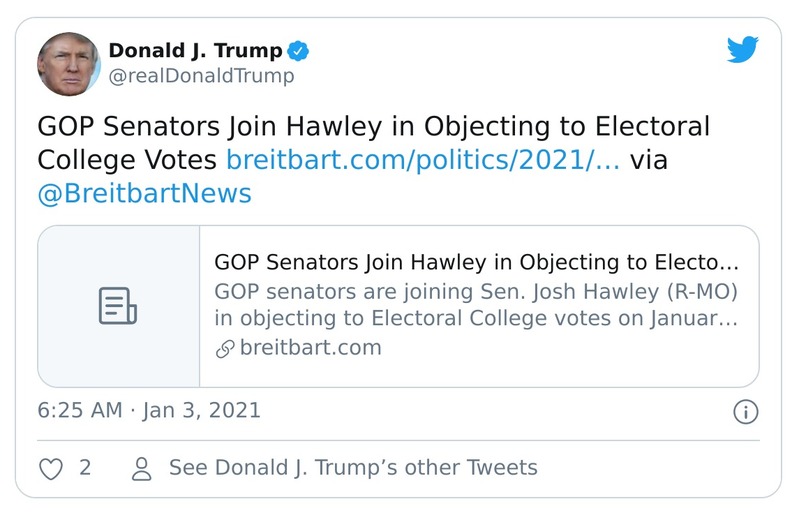 Donald J. Trump
@realDonaldTrump
GOP Senators Join Hawley in Objecting to Electoral
College Votes breitbart.com/politics/2021/… via
@BreitbartNews
GOP Senators Join Hawley in Objecting to Electo…
GOP senators are joining Sen. Josh Hawley (R-MO)
in objecting to Electoral College votes on Januar…
breitbart.com
6:25 AM · Jan 3, 2021
2 See Donald J. Trump’s other Tweets